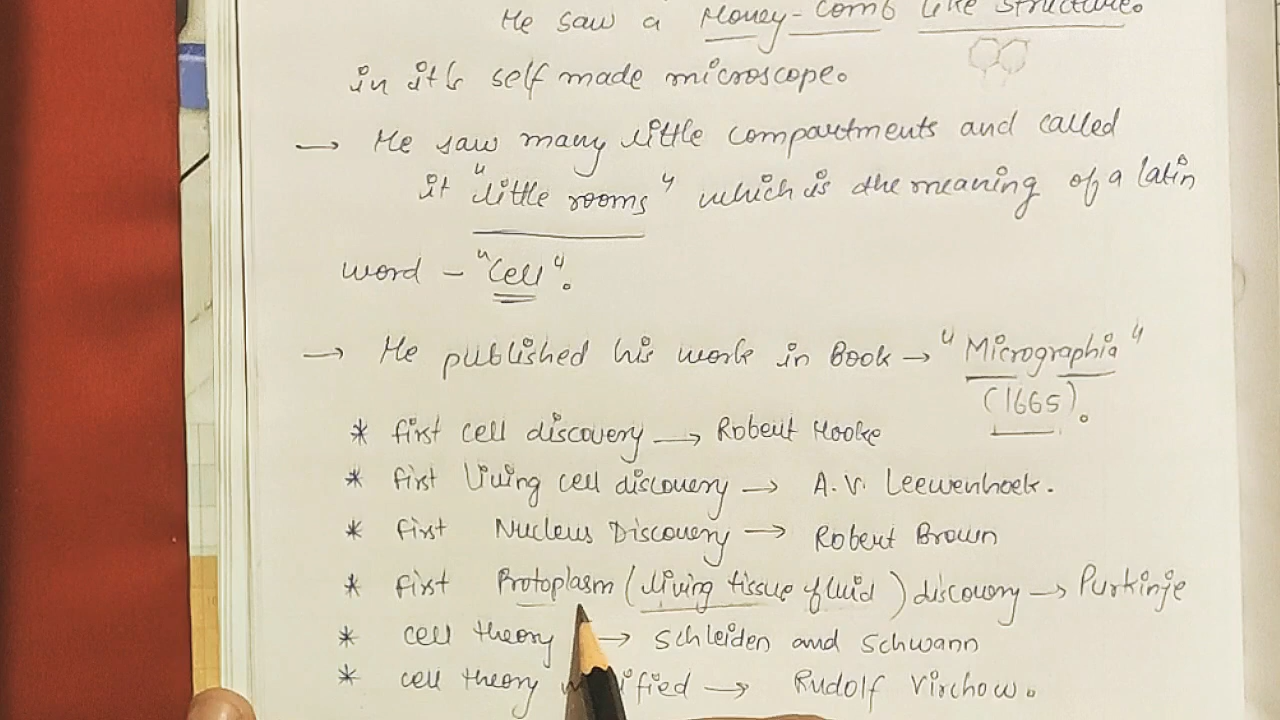 He saw a Honey-comb like structure.
in it's self made microscope.
→ He saw many little compartments and called
it "little rooms" which is the meaning of a latin
word - "Cell".
→ He published his work in Book → "Micrographia"
(1665).
* first cell discovery → Robert Hooke
* first living cell discovery → A.V. Leewenhoek.
* first Nucleus Discovery → Robert Brown
* first Protoplasm (living tissue fluid) discovery → Purkinje
* cell theory → Schleiden and Schwann
* cell theory → Rudolf Virchow.